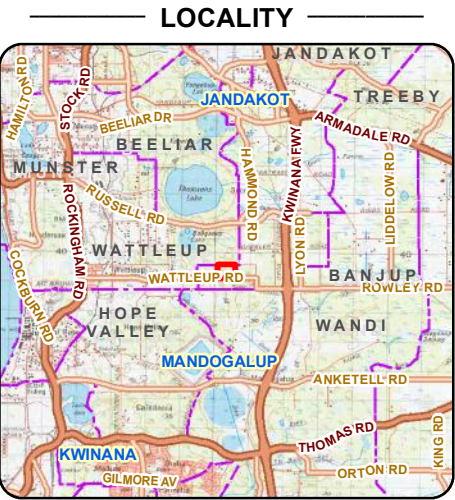 LOCALITY
JANDAKOT
HAMILTON RD
STOCK RD
JANDAKOT
TREEBY
BEELIAR DR
ARMADALE RD
BEELIAR
MUNSTER
HAMMOND RD
KWINANA FWY
LIDDELOW RD
Thomsons
Lake
ROCKINGHAM RD
RUSSELL RD
LYON RD
WATTLEUP
COCKBURN RD
WATTLEUP RD
BANJUP
ROWLEY RD
HOPE
VALLEY
WANDI
MANDOGALUP
ANKETELL RD
THOMAS RD
KING RD
KWINANA
GILMORE AV
ORTON RD